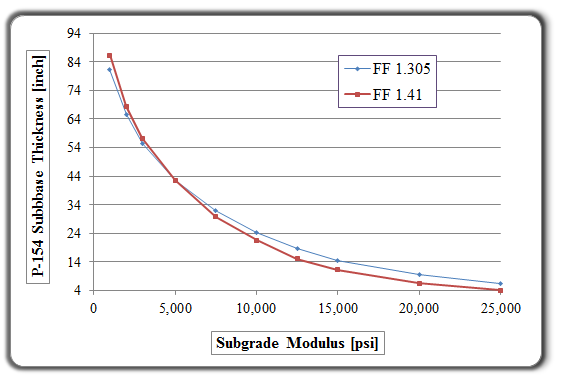 94
84
74
64
54
44
34
24
14
4
P-154 Subbbase Thickness [inch]
FF 1.305
FF 1.41
0 5,000 10,000 15,000 20,000 25,000
Subgrade Modulus [psi]